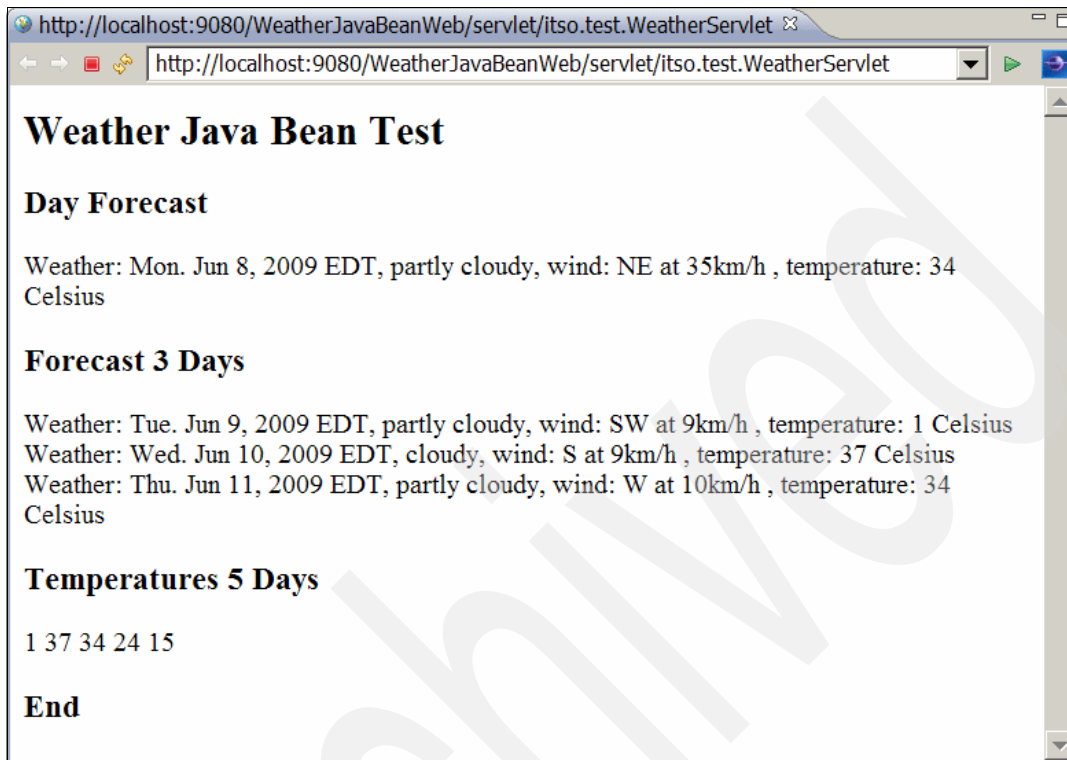 http://localhost:9080/WeatherJavaBeanWeb/servlet/itso.test.WeatherServlet
http://localhost:9080/WeatherJavaBeanWeb/servlet/itso.test.WeatherServlet
Weather Java Bean Test
Day Forecast
Weather: Mon. Jun 8, 2009 EDT, partly cloudy, wind: NE at 35km/h , temperature: 34
Celsius
Forecast 3 Days
Weather: Tue. Jun 9, 2009 EDT, partly cloudy, wind: SW at 9km/h , temperature: 1 Celsius
Weather: Wed. Jun 10, 2009 EDT, cloudy, wind: S at 9km/h , temperature: 37 Celsius
Weather: Thu. Jun 11, 2009 EDT, partly cloudy, wind: W at 10km/h , temperature: 34
Celsius
Temperatures 5 Days
1 37 34 24 15
End